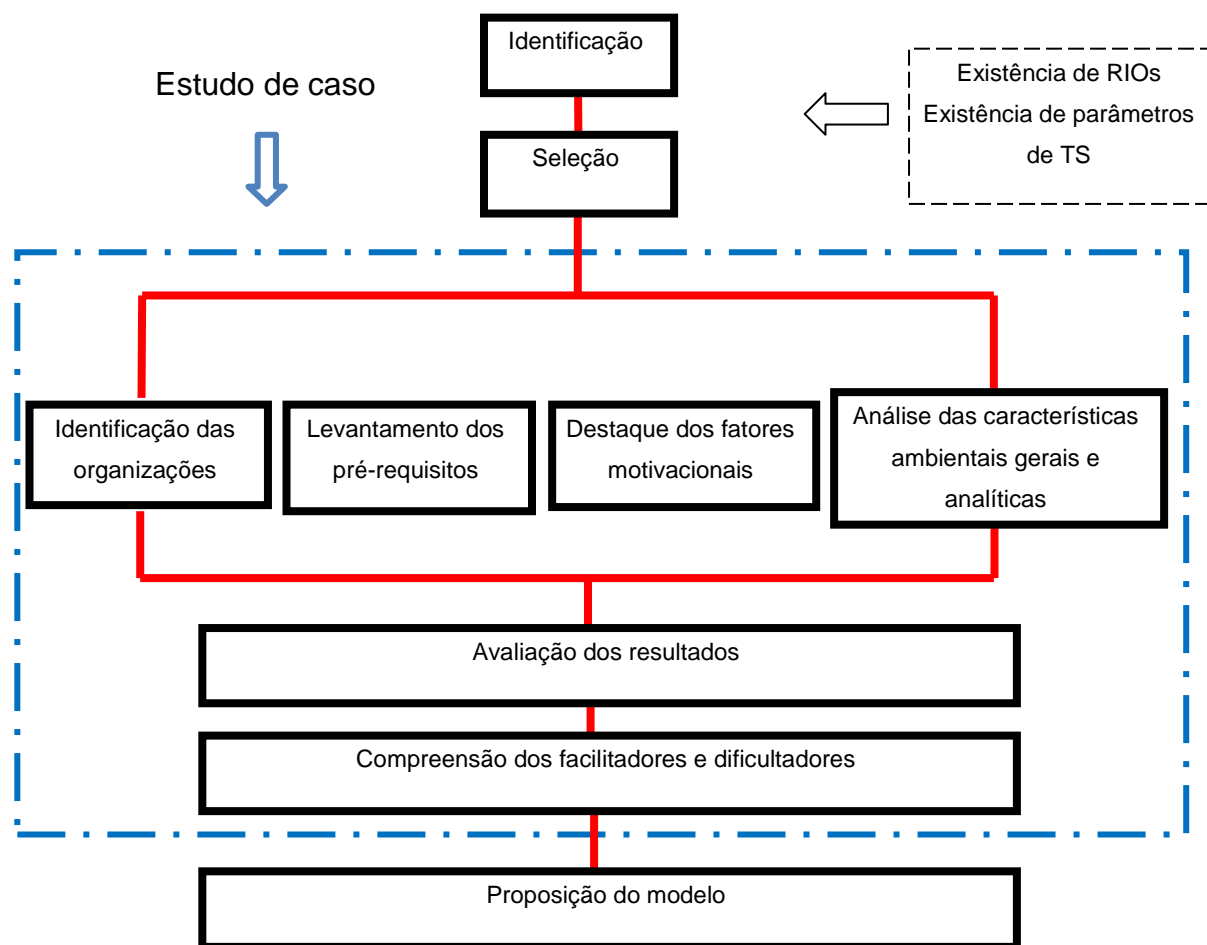 Identificação
Estudo de caso
Existência de RIOs
Existência de parâmetros
de TS
Seleção
Identificação das
organizações
Levantamento dos
pré-requisitos
Destaque dos fatores
motivacionais
Análise das características
ambientais gerais e
analíticas
Avaliação dos resultados
Compreensão dos facilitadores e dificultadores
Proposição do modelo